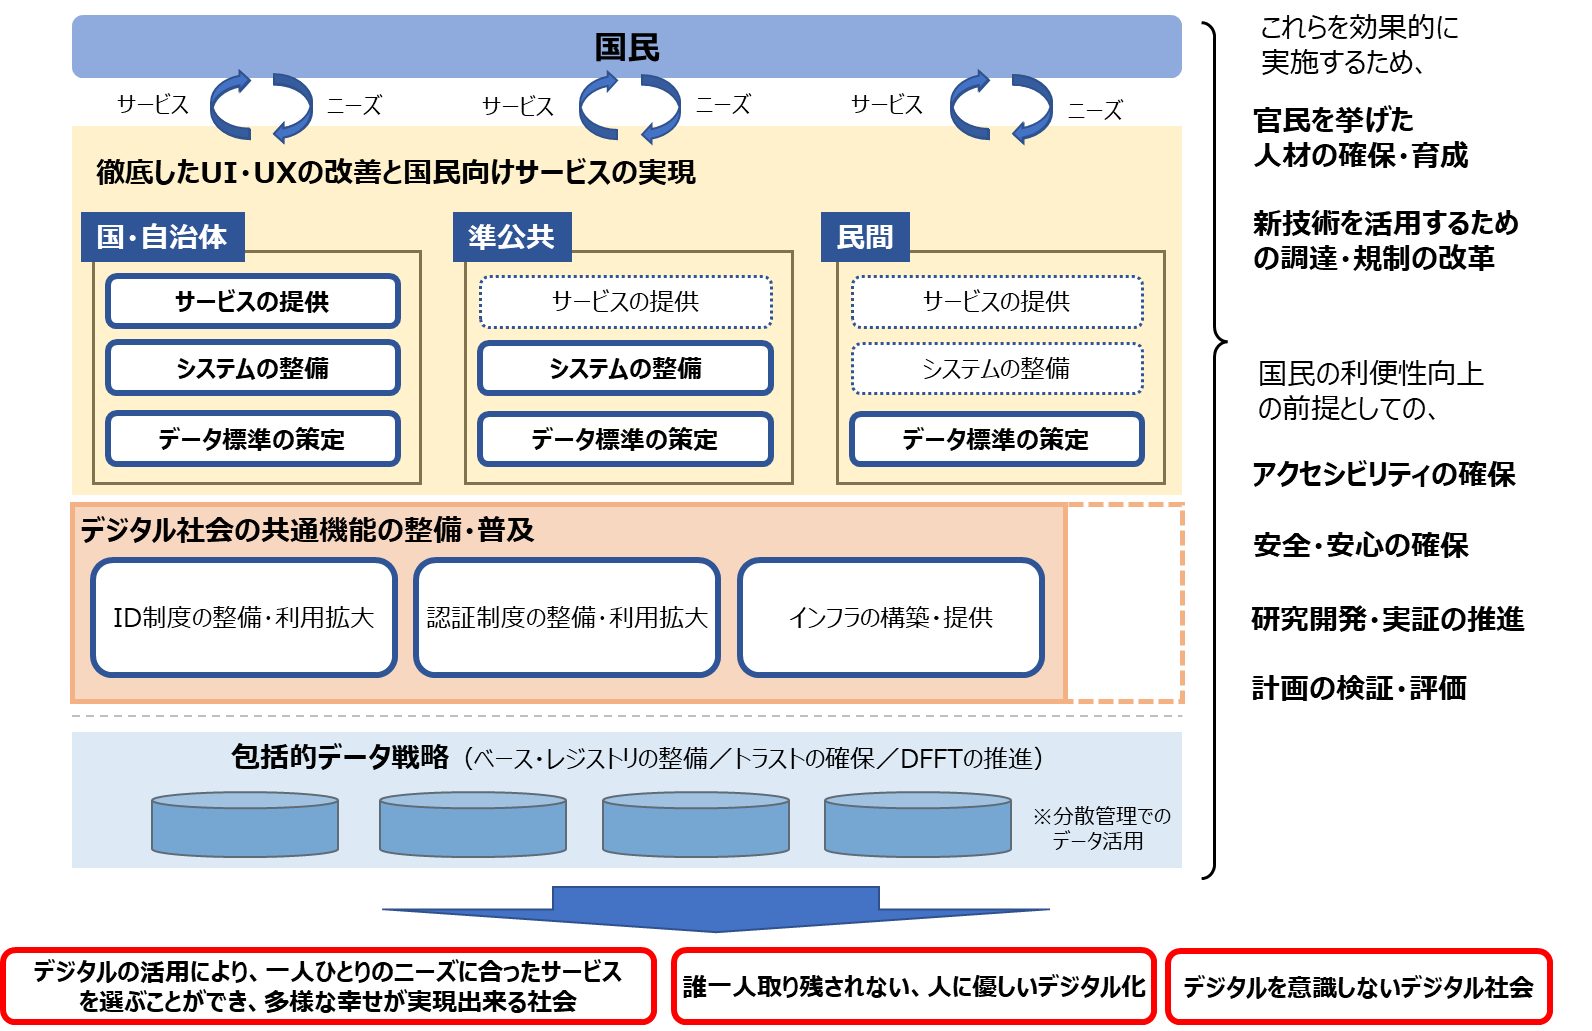 国民
サービス
ニーズ
サービス
ニーズ
サービス
ニーズ
徹底したUI・UXの改善と国民向けサービスの実現
国・自治体
サービスの提供
システムの整備
データ標準の策定
準公共
サービスの提供
システムの整備
データ標準の策定
民間
サービスの提供
システムの整備
データ標準の策定
デジタル社会の共通機能の整備・普及
ID制度の整備・利用拡大
認証制度の整備・利用拡大
インフラの構築・提供
包括的データ戦略（ベース・レジストリの整備／トラストの確保／DFFTの推進）
※分散管理での
データ活用
これらを効果的に
実施するため、
官民を挙げた
人材の確保・育成
新技術を活用するため
の調達・規制の改革
国民の利便性向上
の前提としての、
アクセシビリティの確保
安全・安心の確保
研究開発・実証の推進
計画の検証・評価
デジタルの活用により、一人ひとりのニーズに合ったサービス
を選ぶことができ、多様な幸せが実現出来る社会
誰一人取り残されない、人に優しいデジタル化
デジタルを意識しないデジタル社会